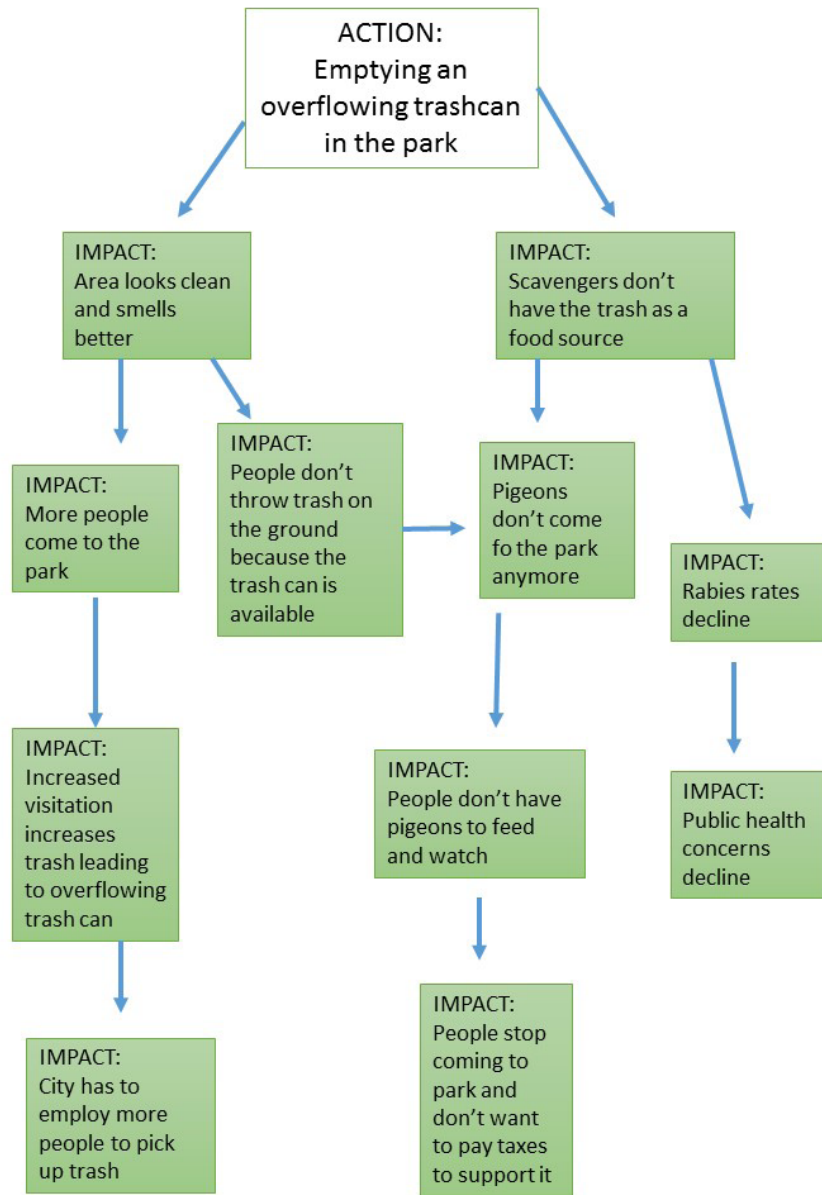 ACTION:
Emptying an
overflowing trashcan
in the park
IMPACT:
Area looks clean
and smells
better
IMPACT:
Scavengers don't
have the trash as a
food source
IMPACT:
More people
come to the
park
IMPACT:
People don't
throw trash on
the ground
because the
trash can is
available
IMPACT:
Pigeons
don't come
fo the park
anymore
IMPACT:
Rabies rates
decline
IMPACT:
Increased
visitation
increases
trash leading
to overflowing
trash can
IMPACT:
People don't have
pigeons to feed
and watch
IMPACT:
Public health
concerns
decline
IMPACT:
City has to
employ more
people to pick
up trash
IMPACT:
People stop
coming to
park and
don't want
to pay taxes
to support it